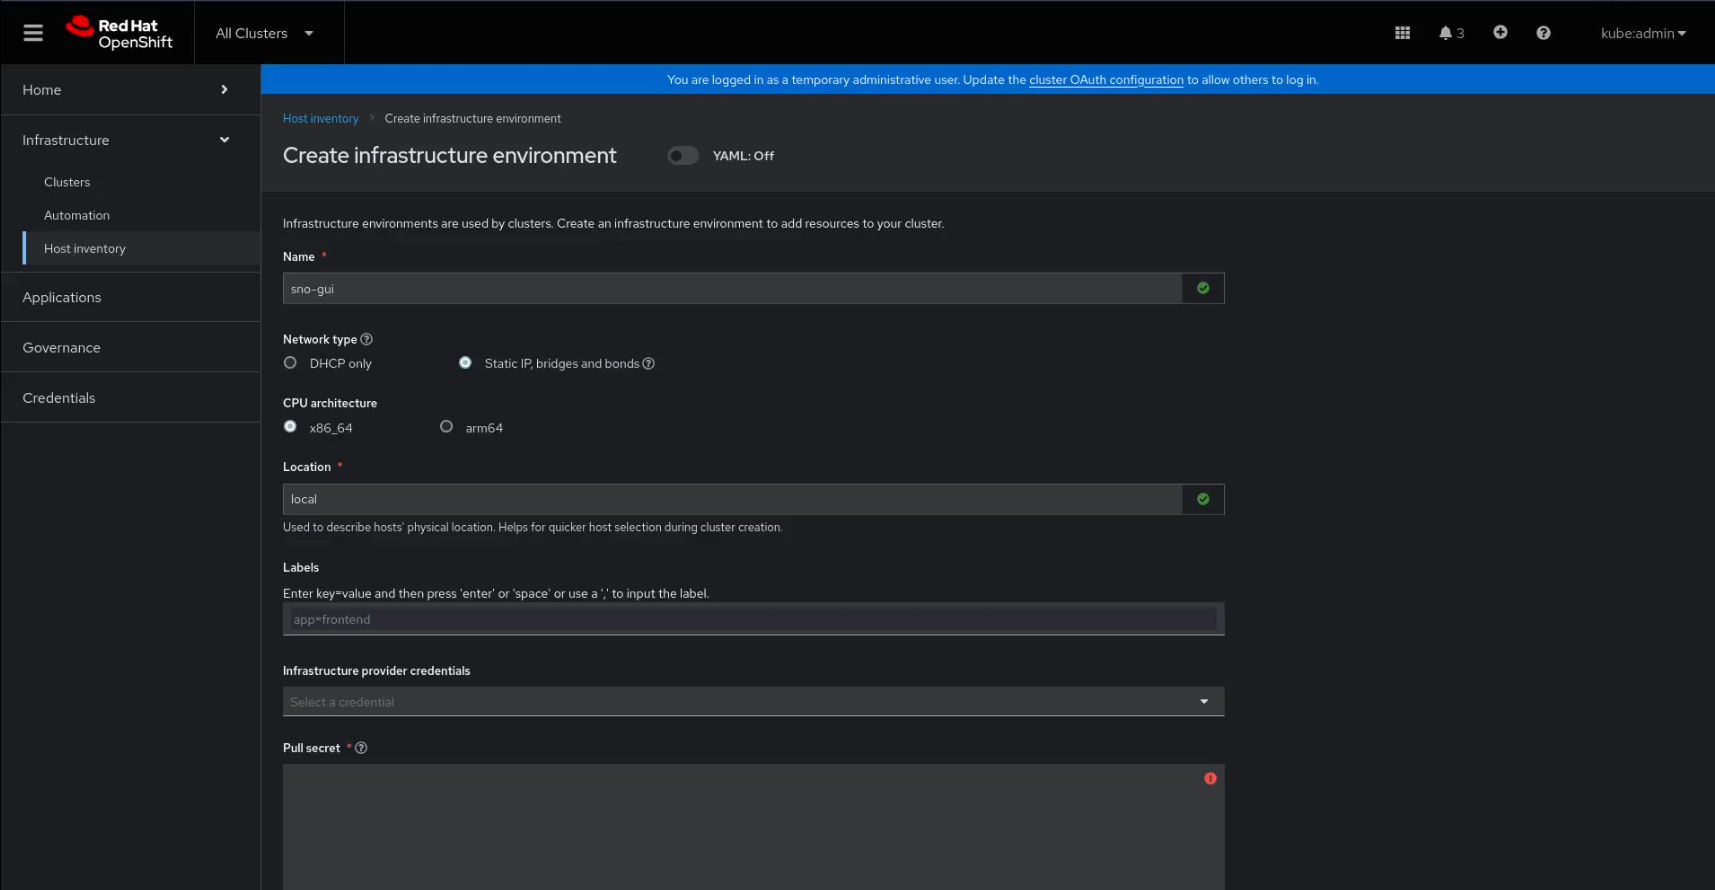 Red Hat
OpenShift
All Clusters
3
kube:admin
Home
Infrastructure
Clusters
Automation
Host inventory
Applications
Governance
Credentials
You are logged in as a temporary administrative user. Update the cluster OAuth configuration to allow others to log in.
Host inventory > Create infrastructure environment
Create infrastructure environment
YAML: Off
Infrastructure environments are used by clusters. Create an infrastructure environment to add resources to your cluster.
Name *
sno-gui
Network type
DHCP only
Static IP, bridges and bonds
CPU architecture
x86_64
arm64
Location *
local
Used to describe hosts' physical location. Helps for quicker host selection during cluster creation.
Labels
Enter key=value and then press 'enter' or 'space' or use a ',' to input the label.
app=frontend
Infrastructure provider credentials
Select a credential
Pull secret *